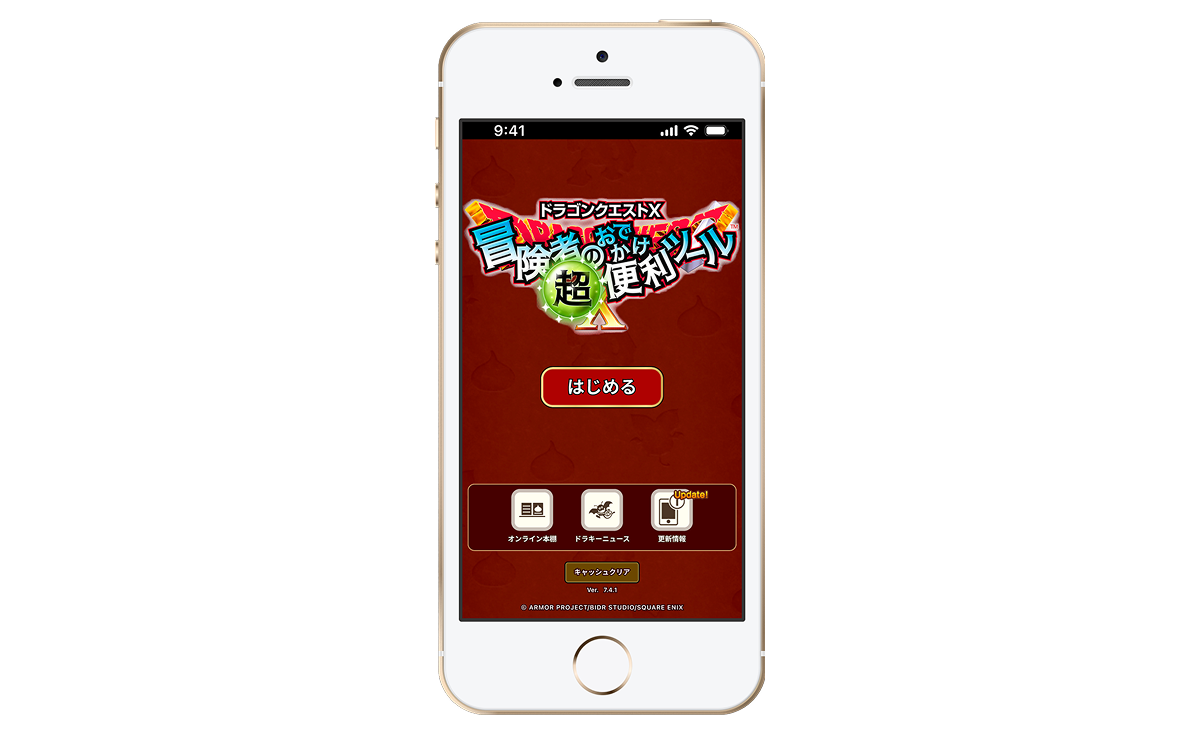 9:41
ドラゴンクエストX
冒険者のおでかけ
超便利ツール
TM
はじめる
Update!
オンライン本棚
ドラキーニュース
更新情報
キャッシュクリア
Ver. 7.4.1
© ARMOR PROJECT/BIDR STUDIO/SQUARE ENIX